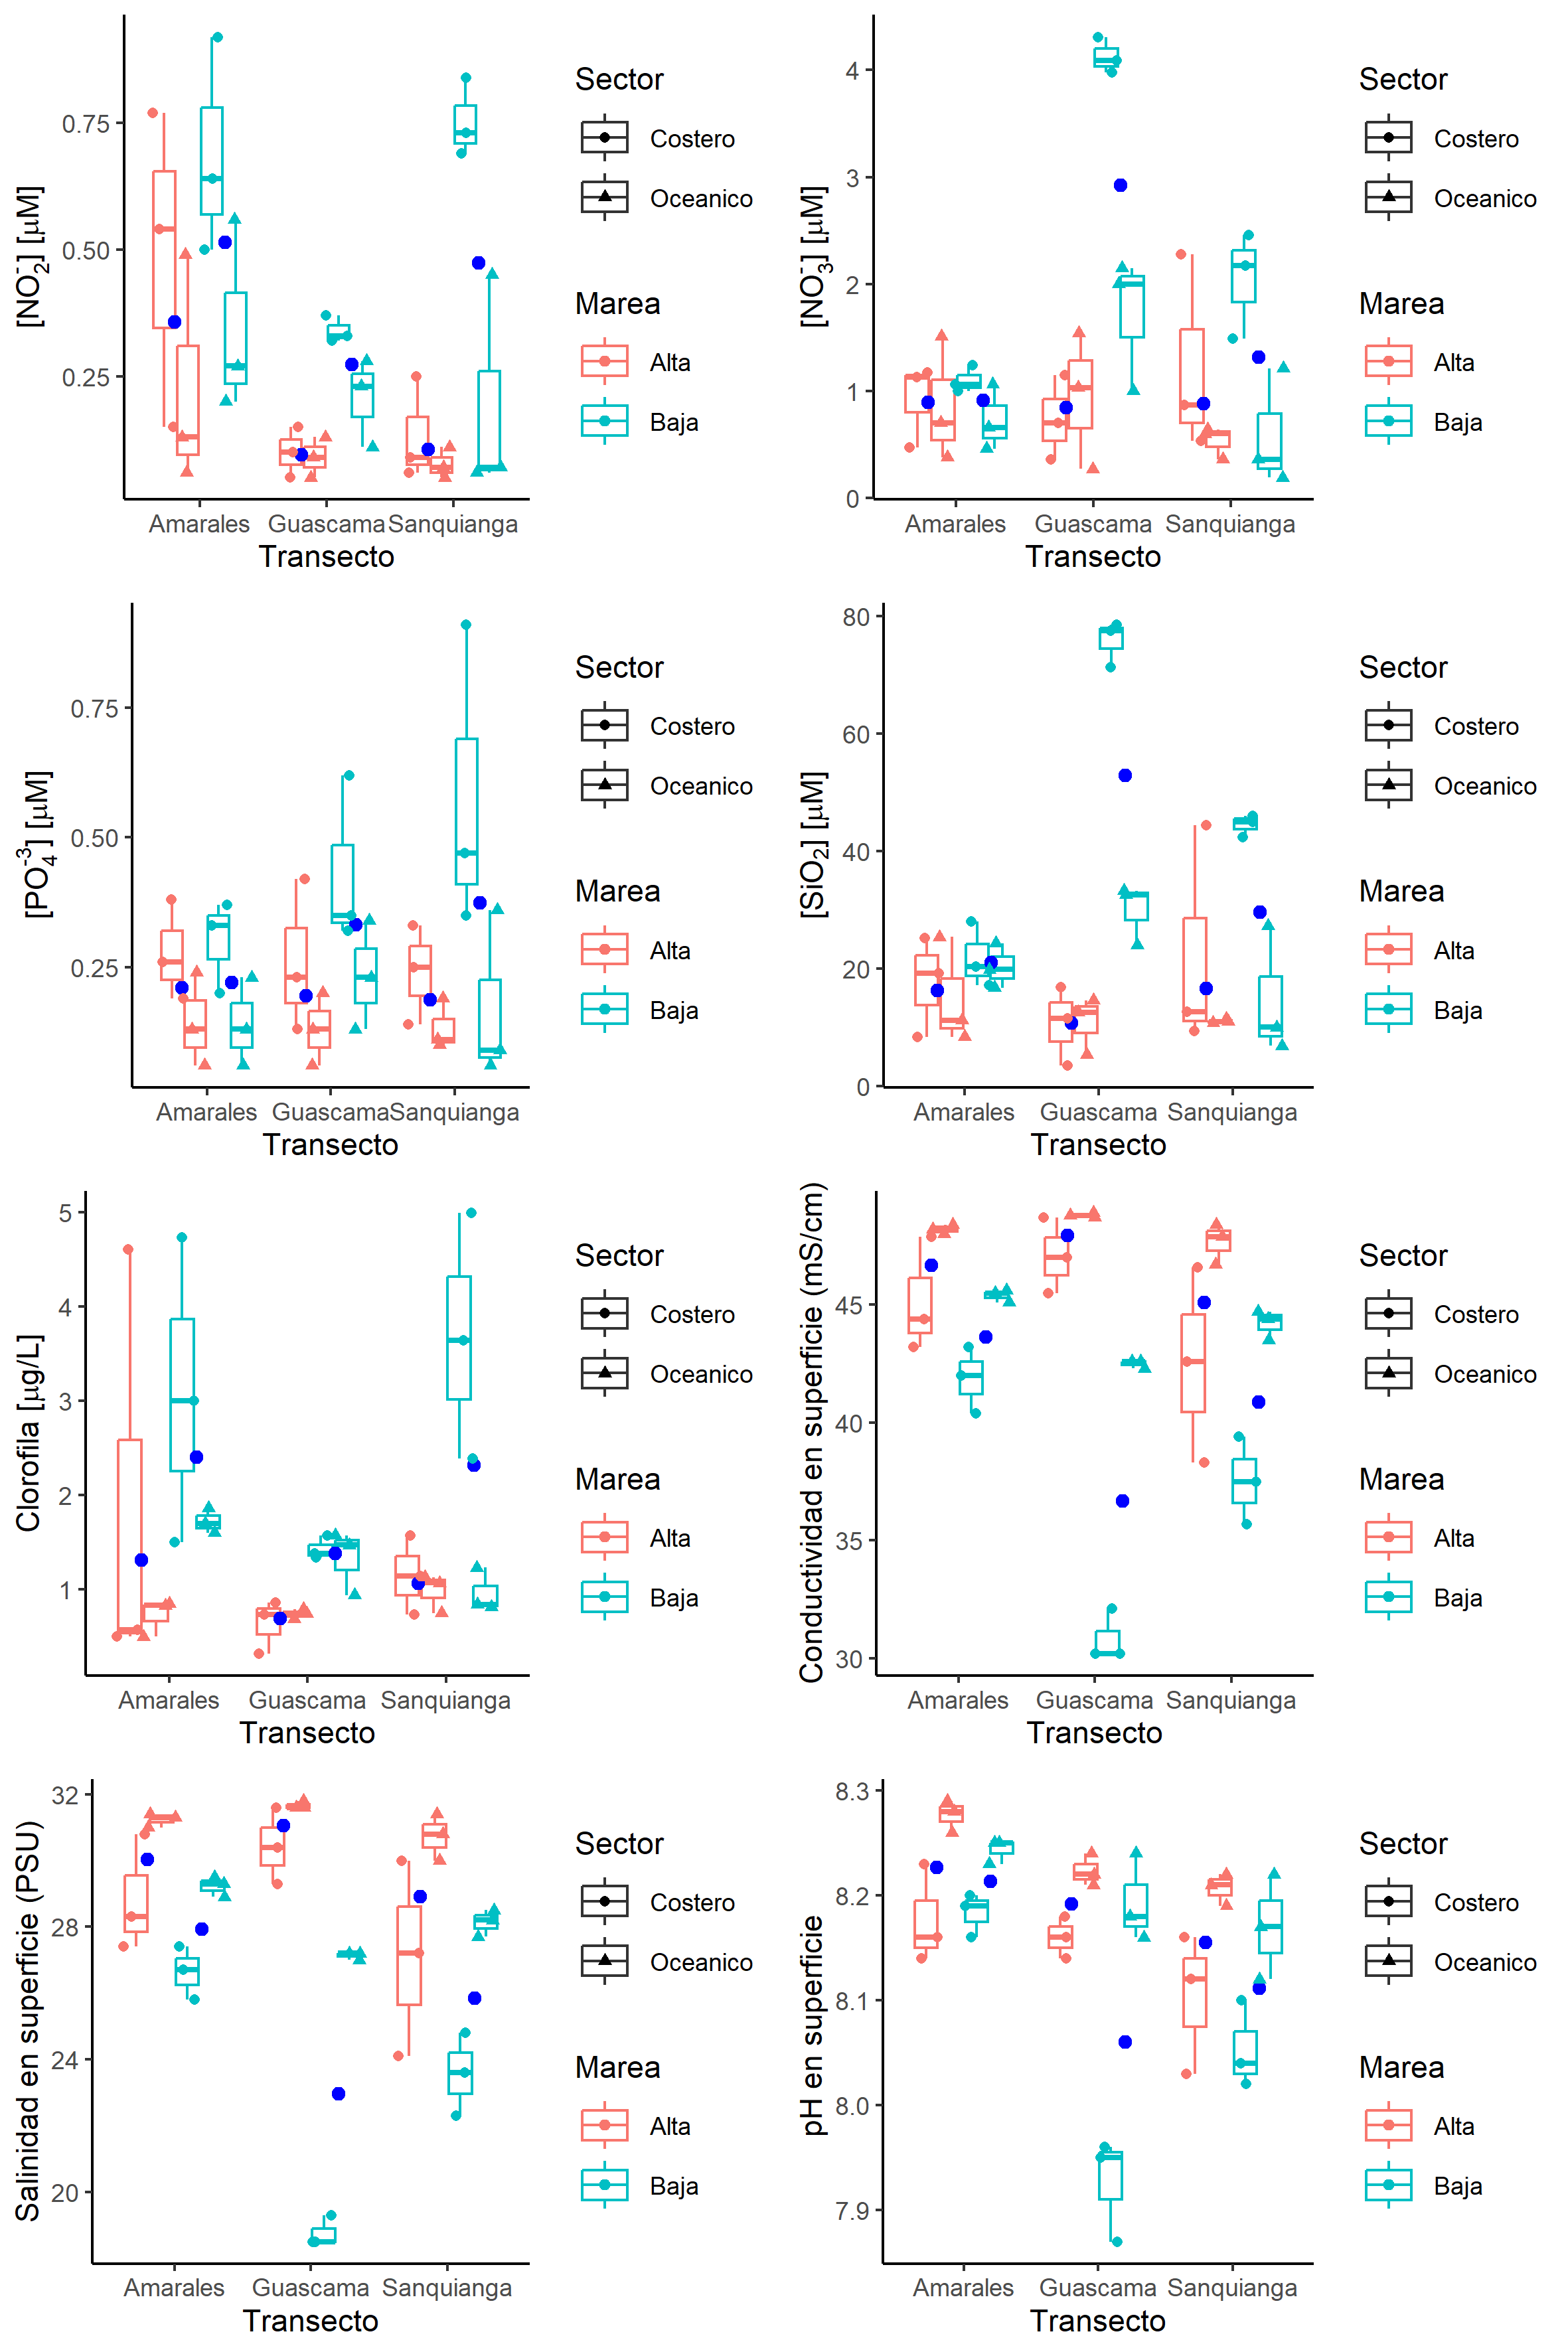 [NO₂⁻] [μM]
0.75
0.50
0.25
Amarales
Guascama
Sanquianga
Transecto
Sector
Costero
Oceanico
Marea
Alta
Baja
[NO₃⁻] [μM]
4
3
2
1
0
Amarales
Guascama
Sanquianga
Transecto
Sector
Costero
Oceanico
Marea
Alta
Baja
[PO₄⁻³] [μM]
0.75
0.50
0.25
Amarales
Guascama
Sanquianga
Transecto
Sector
Costero
Oceanico
Marea
Alta
Baja
[SiO₂] [μM]
80
60
40
20
0
Amarales
Guascama
Sanquianga
Transecto
Sector
Costero
Oceanico
Marea
Alta
Baja
Clorofila [μg/L]
5
4
3
2
1
Amarales
Guascama
Sanquianga
Transecto
Sector
Costero
Oceanico
Marea
Alta
Baja
Conductividad en superficie (mS/cm)
45
40
35
30
Amarales
Guascama
Sanquianga
Transecto
Sector
Costero
Oceanico
Marea
Alta
Baja
Salinidad en superficie (PSU)
32
28
24
20
Amarales
Guascama
Sanquianga
Transecto
Sector
Costero
Oceanico
Marea
Alta
Baja
pH en superficie
8.3
8.2
8.1
8.0
7.9
Amarales
Guascama
Sanquianga
Transecto
Sector
Costero
Oceanico
Marea
Alta
Baja